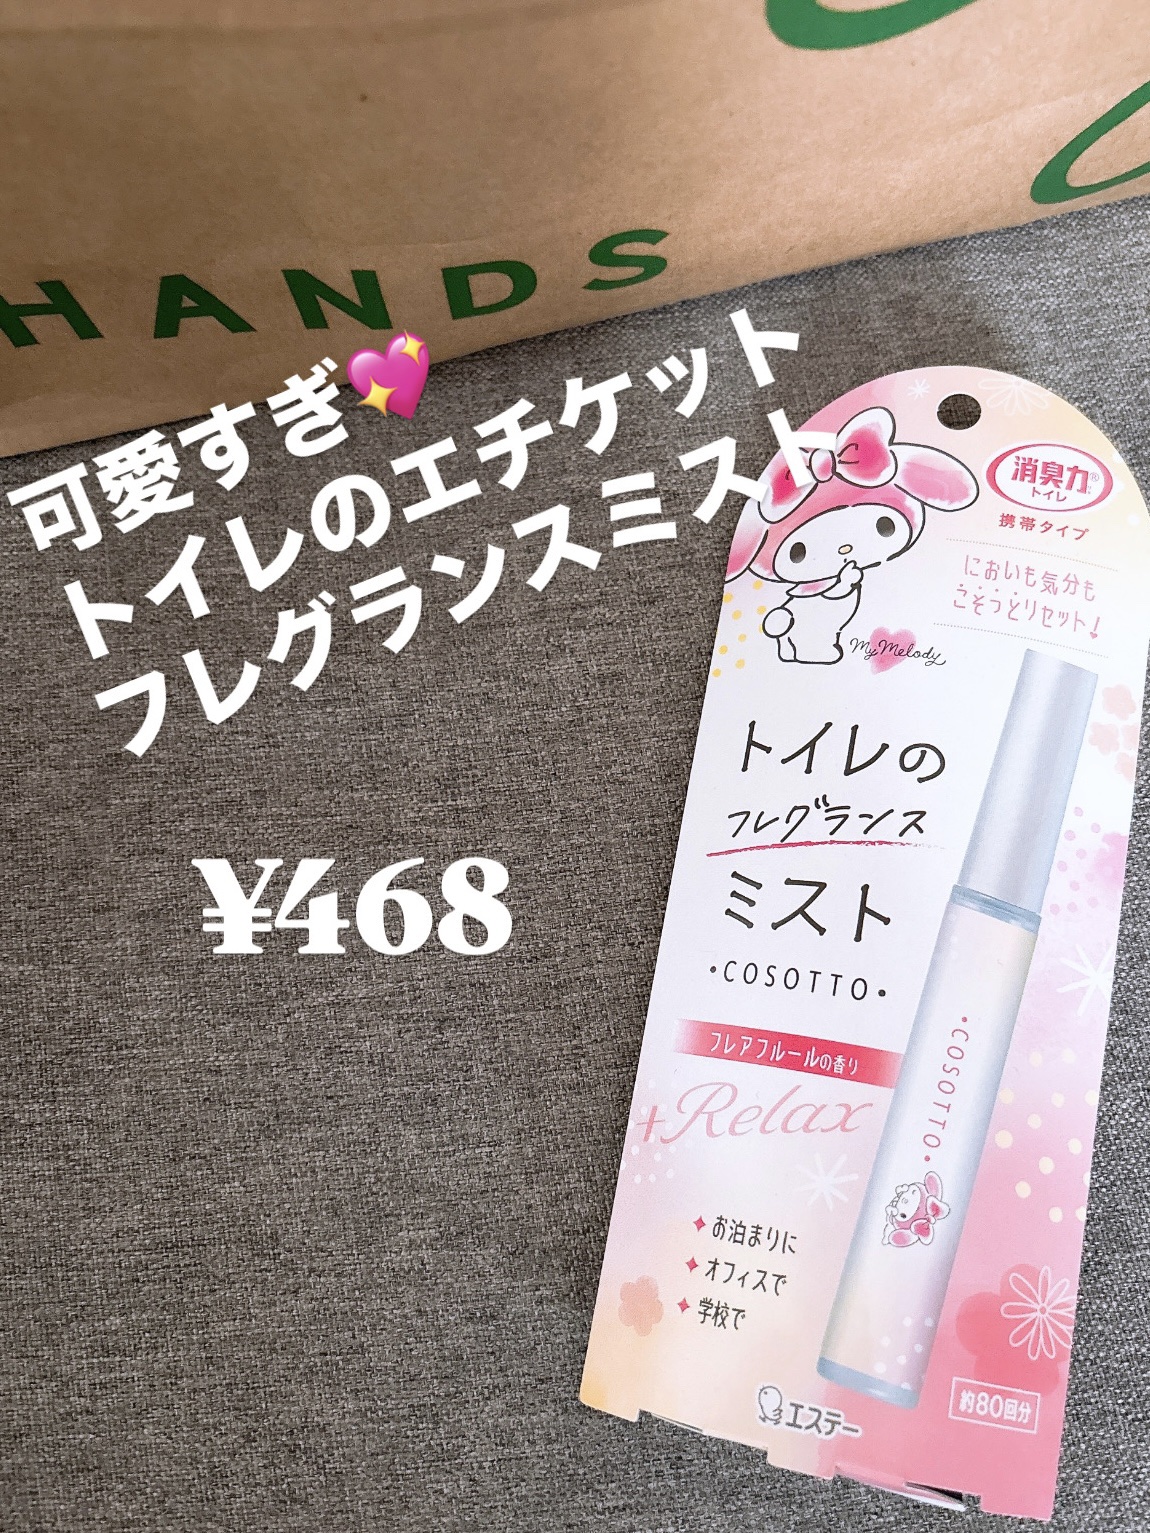 HANDS
可愛すぎ💖
トイレのエチケット
フレグランスミスト
¥468
消臭力®
トイレ
携帯タイプ
においも気分も
こそっとリセット!
My Melody
トイレの
フレグランス
ミスト
・COSOTTO・
フレアフルールの香り
+Relax
お泊まりに
オフィスで
学校で
・COSOTTO・
エステー
約80回分